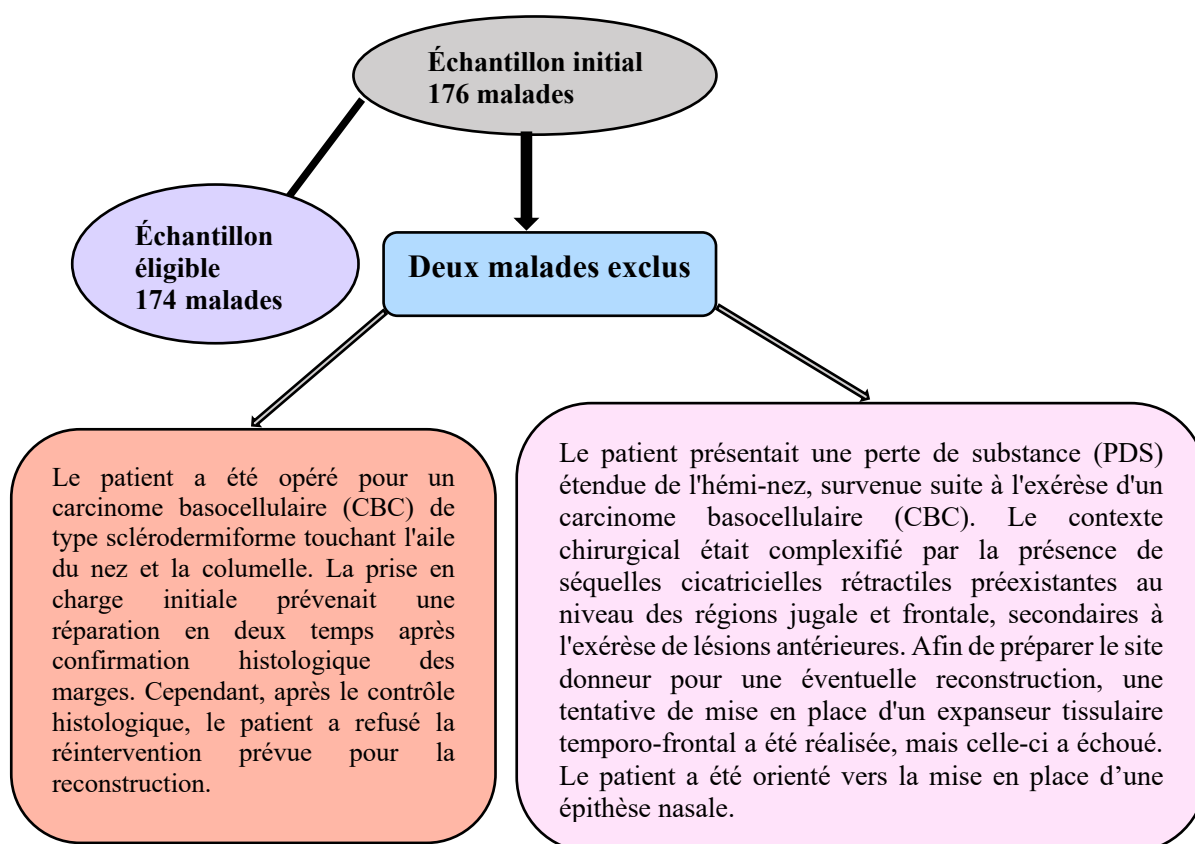 Échantillon initial
176 malades
Échantillon
éligible
174 malades
Deux malades exclus
Le patient a été opéré pour un
carcinome basocellulaire (CBC) de
type sclérodermiforme touchant l'aile
du nez et la columelle. La prise en
charge initiale prévenait une
réparation en deux temps après
confirmation histologique des
marges. Cependant, après le contrôle
histologique, le patient a refusé la
réintervention prévue pour la
reconstruction.
Le patient présentait une perte de substance (PDS)
étendue de l'hémi-nez, survenue suite à l'exérèse d'un
carcinome basocellulaire (CBC). Le contexte
chirurgical était complexifié par la présence de
séquelles cicatricielles rétractiles préexistantes au
niveau des régions jugale et frontale, secondaires à
l'exérèse de lésions antérieures. Afin de préparer le site
donneur pour une éventuelle reconstruction, une
tentative de mise en place d'un expanseur tissulaire
temporo-frontal a été réalisée, mais celle-ci a échoué.
Le patient a été orienté vers la mise en place d’une
épithèse nasale.